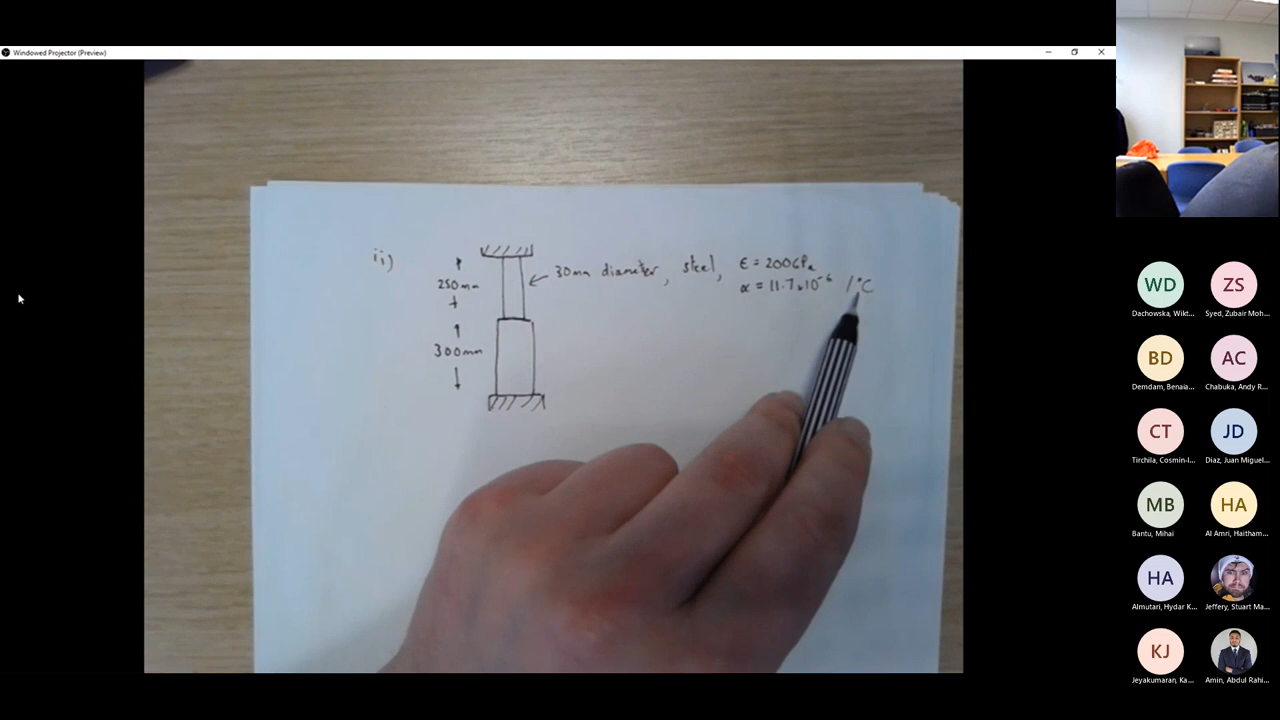 Windowed Projector (Preview)
ii)
250mm
300mm
30mm diameter, steel, E = 200GPa
α = 11.7x10⁻⁶ /°C
WD
Dachowska, Wikt...
ZS
Syed, Zubair Moh...
BD
Demdam, Benaia...
AC
Chabuka, Andy R...
CT
Tirchila, Cosmin-I...
JD
Diaz, Juan Miguel...
MB
Bantu, Mihai
HA
Al Amri, Haitham...
HA
Almutari, Hydar K...
Jeffery, Stuart Ma...
KJ
Jeyakumaran, Ka...
Amin, Abdul Rahi...